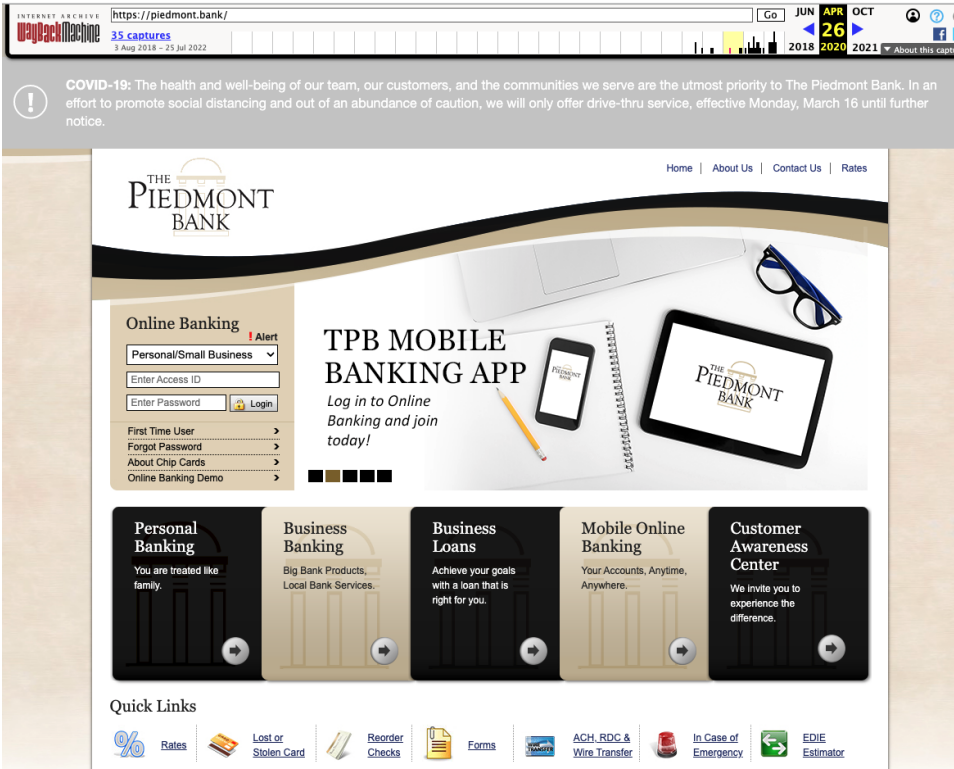 INTERNET ARCHIVE
WayBackMachine
https://piedmont.bank/
Go
JUN APR OCT
35 captures
26
3 Aug 2018 – 25 Jul 2022
2018 2020 2021
▼ About this capt
COVID-19: The health and well-being of our team, our customers, and the communities we serve are the utmost priority to The Piedmont Bank. In an
effort to promote social distancing and out of an abundance of caution, we will only offer drive-thru service, effective Monday, March 16 until further
notice.
THE
PIEDMONT
BANK
Home | About Us | Contact Us | Rates
Online Banking
! Alert
Personal/Small Business
Enter Access ID
Enter Password
Login
First Time User
Forgot Password
About Chip Cards
Online Banking Demo
TPB MOBILE
BANKING APP
Log in to Online
Banking and join
today!
THE
PIEDMONT
BANK
THE
PIEDMONT
BANK
Personal
Banking
You are treated like
family.
Business
Banking
Big Bank Products,
Local Bank Services.
Business
Loans
Achieve your goals
with a loan that is
right for you.
Mobile Online
Banking
Your Accounts, Anytime,
Anywhere.
Customer
Awareness
Center
We invite you to
experience the
difference.
Quick Links
Rates
Lost or
Stolen Card
Reorder
Checks
Forms
WIRE
TRANSFER
ACH, RDC &
Wire Transfer
In Case of
Emergency
EDIE
Estimator